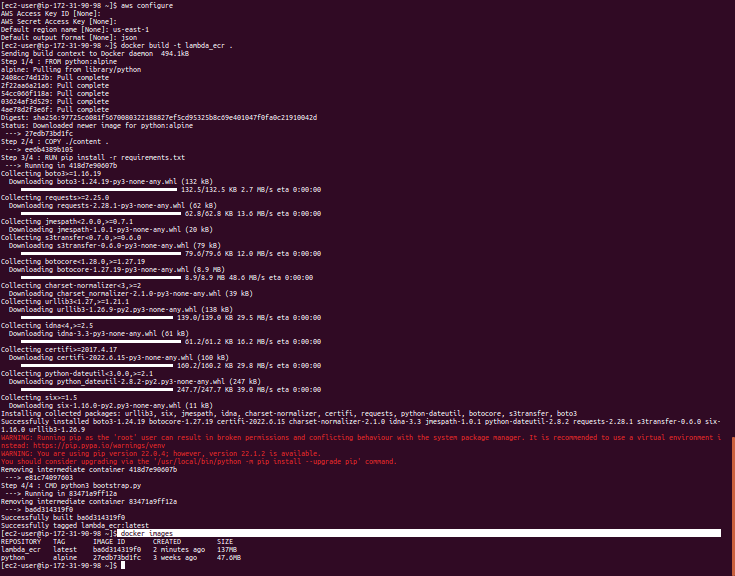 [ec2-user@ip-172-31-90-98 ~]$ aws configure
AWS Access Key ID [None]:
AWS Secret Access Key [None]:
Default region name [None]: us-east-1
Default output format [None]: json
[ec2-user@ip-172-31-90-98 ~]$ docker build -t lambda_ecr .
Sending build context to Docker daemon  494.1kB
Step 1/4 : FROM python:alpine
alpine: Pulling from library/python
2408cc74d12b: Pull complete
2f22aa6a21a6: Pull complete
54cc066f118a: Pull complete
03624af3d529: Pull complete
4ae78d2f3e6f: Pull complete
Digest: sha256:97725c6081f5670080322188827ef5cd95325b8c69e401047f0fa0c21910042d
Status: Downloaded newer image for python:alpine
 ---> 27edb73bd1fc
Step 2/4 : COPY ./content .
 ---> ee6b4389b105
Step 3/4 : RUN pip install -r requirements.txt
 ---> Running in 418d7e90607b
Collecting boto3>=1.16.19
  Downloading boto3-1.24.19-py3-none-any.whl (132 kB)
132.5/132.5 KB 2.7 MB/s eta 0:00:00
Collecting requests>=2.25.0
  Downloading requests-2.28.1-py3-none-any.whl (62 kB)
62.8/62.8 KB 13.6 MB/s eta 0:00:00
Collecting jmespath<2.0.0,>=0.7.1
  Downloading jmespath-1.0.1-py3-none-any.whl (20 kB)
Collecting s3transfer<0.7.0,>=0.6.0
  Downloading s3transfer-0.6.0-py3-none-any.whl (79 kB)
79.6/79.6 KB 12.0 MB/s eta 0:00:00
Collecting botocore<1.28.0,>=1.27.19
  Downloading botocore-1.27.19-py3-none-any.whl (8.9 MB)
8.9/8.9 MB 48.6 MB/s eta 0:00:00
Collecting charset-normalizer<3,>=2
  Downloading charset_normalizer-2.1.0-py3-none-any.whl (39 kB)
Collecting urllib3<1.27,>=1.21.1
  Downloading urllib3-1.26.9-py2.py3-none-any.whl (138 kB)
139.0/139.0 KB 29.5 MB/s eta 0:00:00
Collecting idna<4,>=2.5
  Downloading idna-3.3-py3-none-any.whl (61 kB)
61.2/61.2 KB 16.2 MB/s eta 0:00:00
Collecting certifi>=2017.4.17
  Downloading certifi-2022.6.15-py3-none-any.whl (160 kB)
160.2/160.2 KB 29.8 MB/s eta 0:00:00
Collecting python-dateutil<3.0.0,>=2.1
  Downloading python_dateutil-2.8.2-py2.py3-none-any.whl (247 kB)
247.7/247.7 KB 39.0 MB/s eta 0:00:00
Collecting six>=1.5
  Downloading six-1.16.0-py2.py3-none-any.whl (11 kB)
Installing collected packages: urllib3, six, jmespath, idna, charset-normalizer, certifi, requests, python-dateutil, botocore, s3transfer, boto3
Successfully installed boto3-1.24.19 botocore-1.27.19 certifi-2022.6.15 charset-normalizer-2.1.0 idna-3.3 jmespath-1.0.1 python-dateutil-2.8.2 requests-2.28.1 s3transfer-0.6.0 six-
1.16.0 urllib3-1.26.9
WARNING: Running pip as the 'root' user can result in broken permissions and conflicting behaviour with the system package manager. It is recommended to use a virtual environment i
nstead: https://pip.pypa.io/warnings/venv
WARNING: You are using pip version 22.0.4; however, version 22.1.2 is available.
You should consider upgrading via the '/usr/local/bin/python -m pip install --upgrade pip' command.
Removing intermediate container 418d7e90607b
 ---> e81c74097603
Step 4/4 : CMD python3 bootstrap.py
 ---> Running in 83471a9ff12a
Removing intermediate container 83471a9ff12a
 ---> ba6d314319f0
Successfully built ba6d314319f0
Successfully tagged lambda_ecr:latest
[ec2-user@ip-172-31-90-98 ~]$ docker images
REPOSITORY   TAG       IMAGE ID       CREATED         SIZE
lambda_ecr   latest    ba6d314319f0   2 minutes ago   137MB
python       alpine    27edb73bd1fc   3 weeks ago     47.6MB
[ec2-user@ip-172-31-90-98 ~]$